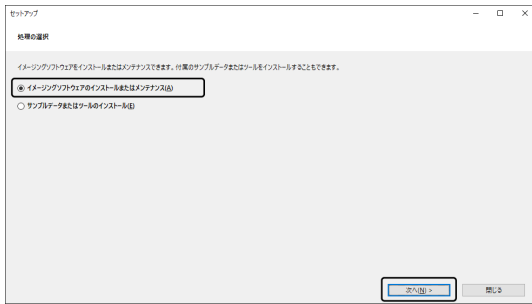 セットアップ
処理の選択
イメージングソフトウェアをインストールまたはメンテナンスできます。付属のサンプルデータまたはツールをインストールすることもできます。
イメージングソフトウェアのインストールまたはメンテナンス(A)
サンプルデータまたはツールのインストール(E)
次へ(N) > 閉じる